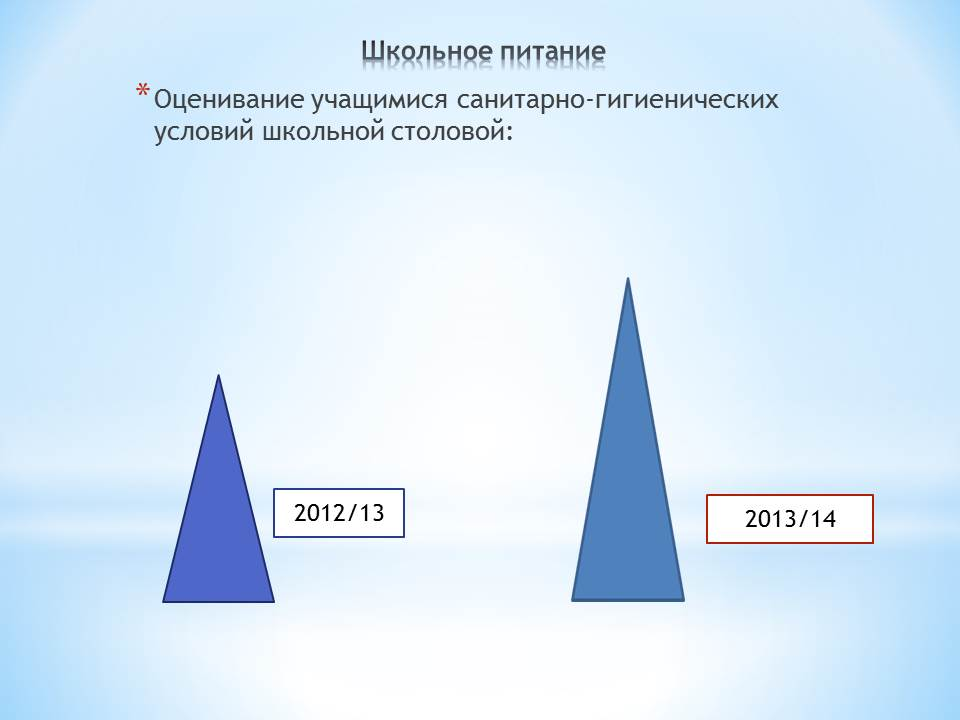 Школьное питание
* Оценивание учащимися санитарно-гигиенических
условий школьной столовой:
2012/13
2013/14